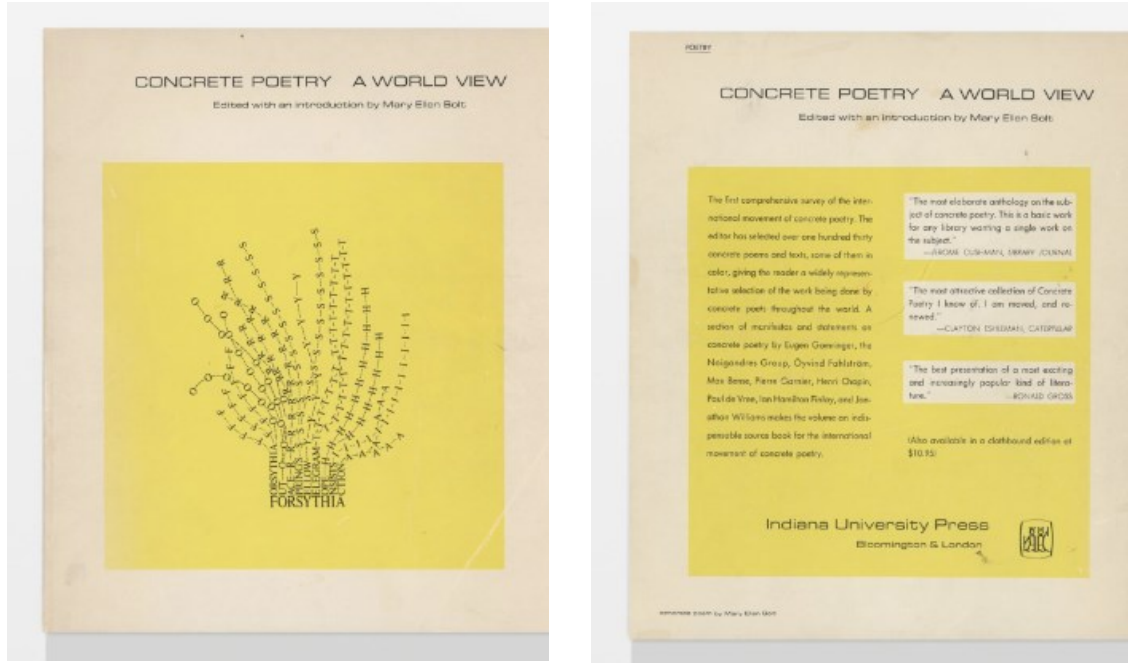 CONCRETE POETRY A WORLD VIEW
Edited with an introduction by Mary Ellen Solt
FORSYTHIA
OUT
RACE
SPRING'S
YELLOW
TELEGRAM
HOPE
INSISTS
ACTION
FORSYTHIA
POETRY
CONCRETE POETRY A WORLD VIEW
Edited with an introduction by Mary Ellen Solt
The first comprehensive survey of the inter-
national movement of concrete poetry. The
editor has selected over one hundred thirty
concrete poems and texts, some of them in
color, giving the reader a widely represen-
tative selection of the work being done by
concrete poets throughout the world. A
section of manifestos and statements on
concrete poetry by Eugen Gomringer, the
Noigandres Group, Öyvind Fahlström,
Max Bense, Pierre Garnier, Henri Chopin,
Paul de Vree, Ian Hamilton Finlay, and Jon-
athan Williams makes the volume an indis-
pensable source book for the international
movement of concrete poetry.
"The most elaborate anthology on the sub-
ject of concrete poetry. This is a basic work
for any library wanting a single work on
the subject."
—JEROME CUSHMAN, LIBRARY JOURNAL
"The most attractive collection of Concrete
Poetry I know of. I am moved, and re-
newed."
—CLAYTON ESHLEMAN, CATERPILLAR
"The best presentation of a most exciting
and increasingly popular kind of litera-
ture." —RONALD GROSS
(Also available in a clothbound edition at
$10.95)
Indiana University Press
Bloomington & London
concrete poem by Mary Ellen Solt